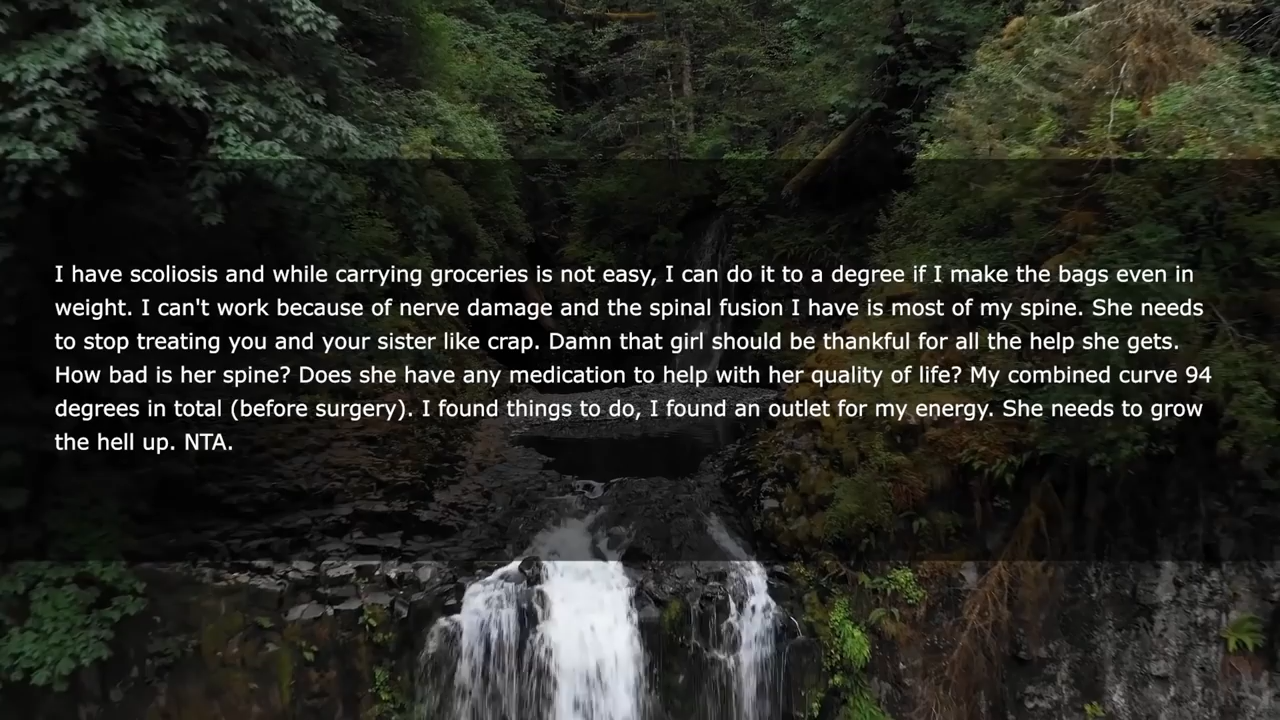 I have scoliosis and while carrying groceries is not easy, I can do it to a degree if I make the bags even in
weight. I can't work because of nerve damage and the spinal fusion I have is most of my spine. She needs
to stop treating you and your sister like crap. Damn that girl should be thankful for all the help she gets.
How bad is her spine? Does she have any medication to help with her quality of life? My combined curve 94
degrees in total (before surgery). I found things to do, I found an outlet for my energy. She needs to grow
the hell up. NTA.